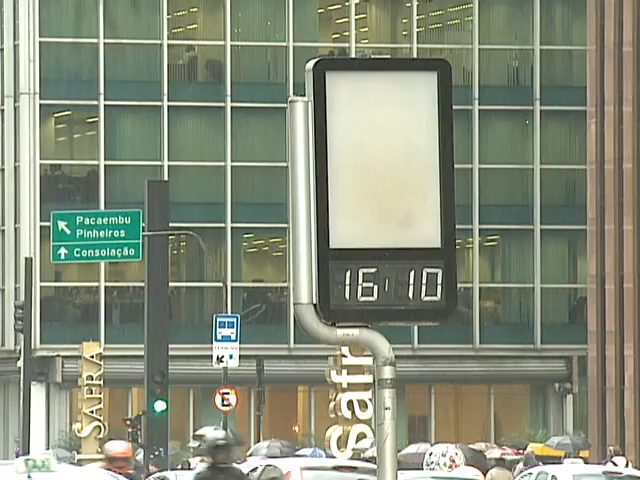 Pacaembu
Pinheiros
Consolação
16:10
SAFRA
Safra
E